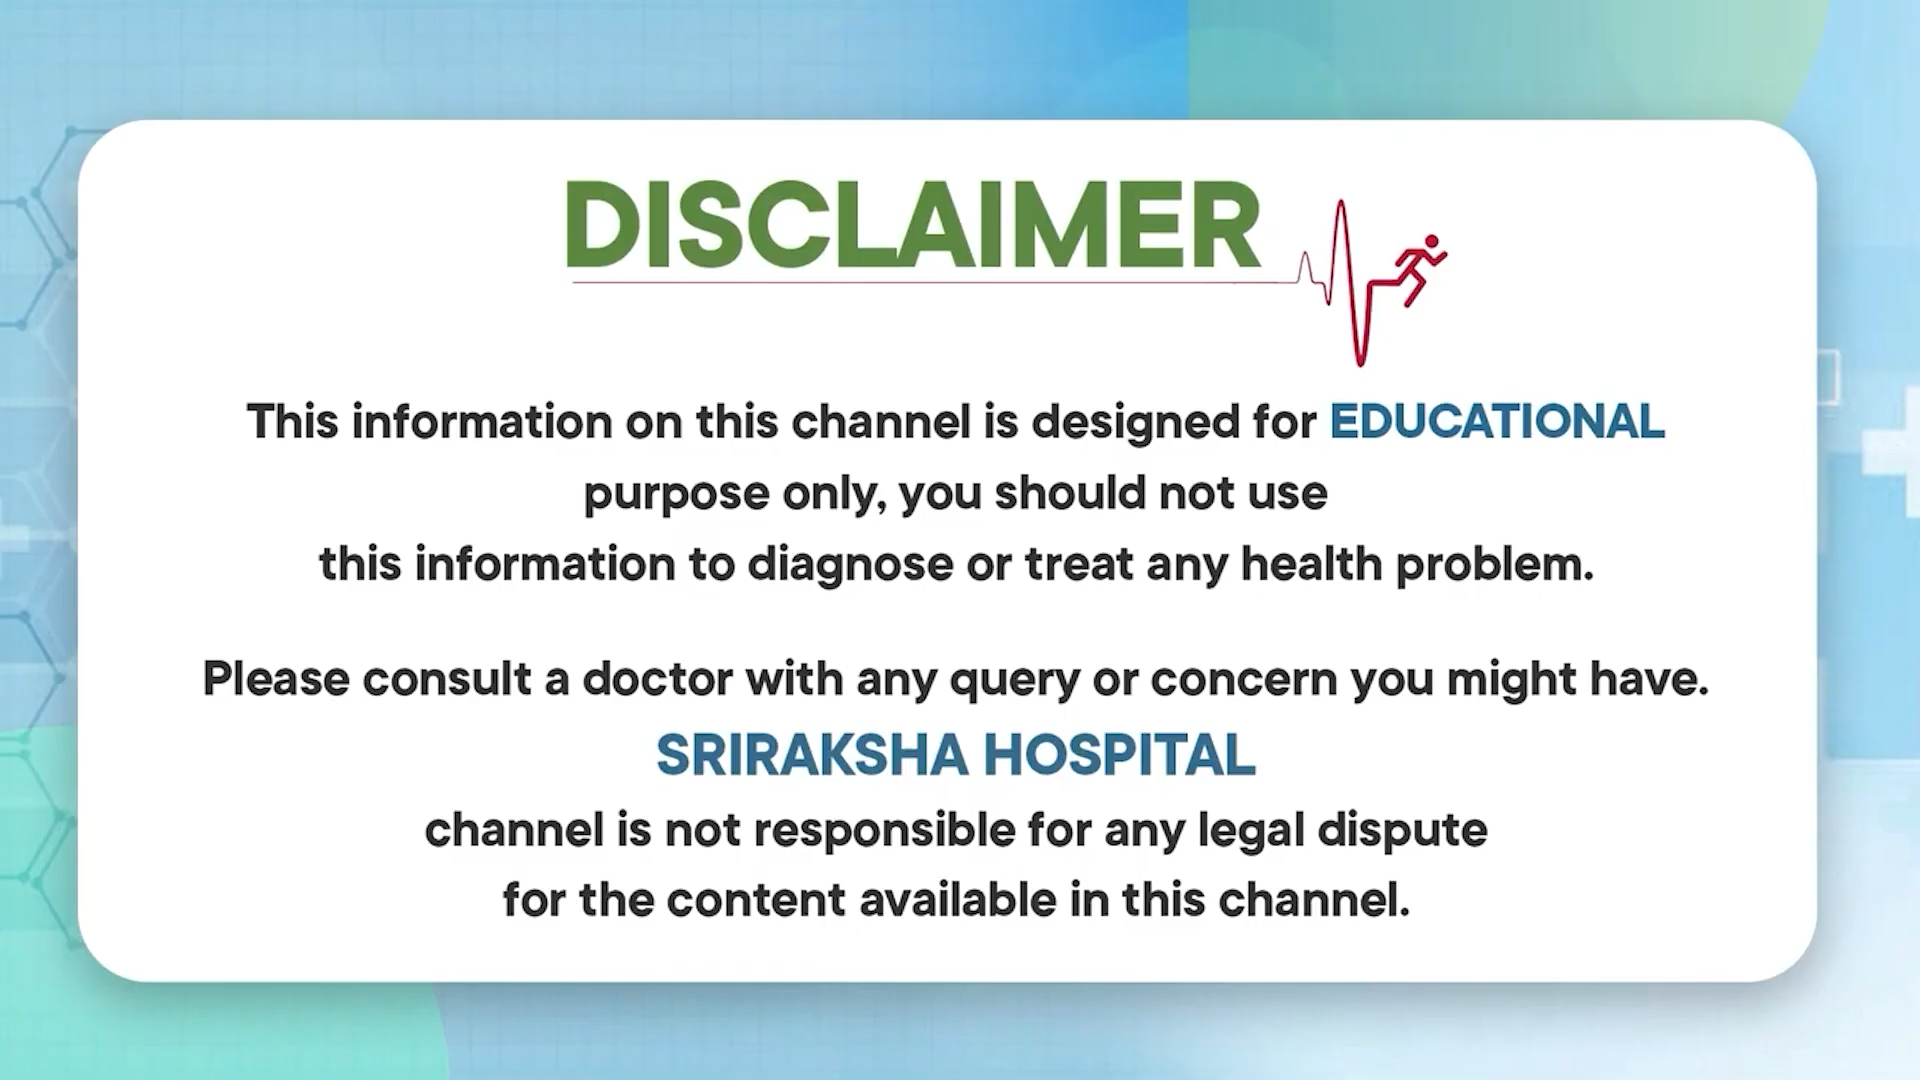 DISCLAIMER
This information on this channel is designed for EDUCATIONAL
purpose only, you should not use
this information to diagnose or treat any health problem.
Please consult a doctor with any query or concern you might have.
SRIRAKSHA HOSPITAL
channel is not responsible for any legal dispute
for the content available in this channel.